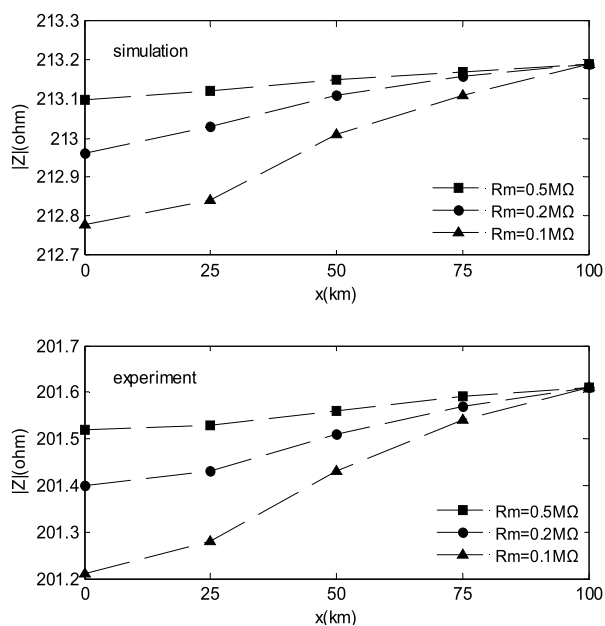 213.3
simulation
213.2
213.1
213
212.9
212.8
212.7
|Z|(ohm)
Rm=0.5MΩ
Rm=0.2MΩ
Rm=0.1MΩ
0 25 50 75 100
x(km)
201.7
experiment
201.6
201.5
201.4
201.3
201.2
|Z|(ohm)
Rm=0.5MΩ
Rm=0.2MΩ
Rm=0.1MΩ
0 25 50 75 100
x(km)